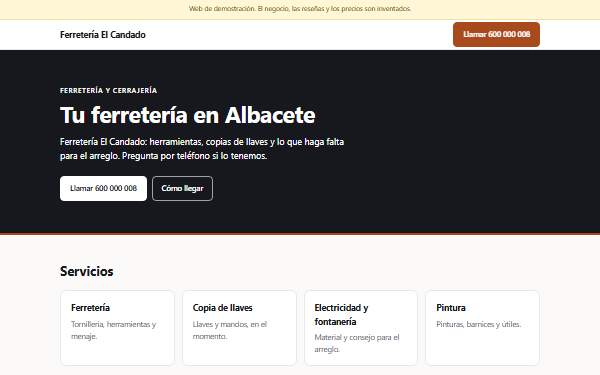 Web de demostración. El negocio, las reseñas y los precios son inventados.
Ferretería El Candado
Llamar 600 000 008
FERRETERÍA Y CERRAJERÍA
Tu ferretería en Albacete
Ferretería El Candado: herramientas, copias de llaves y lo que haga falta
para el arreglo. Pregunta por teléfono si lo tenemos.
Llamar 600 000 008
Cómo llegar
Servicios
Ferretería
Tornillería, herramientas y
menaje.
Copia de llaves
Llaves y mandos, en el
momento.
Electricidad y
fontanería
Material y consejo para el
arreglo.
Pintura
Pinturas, barnices y útiles.